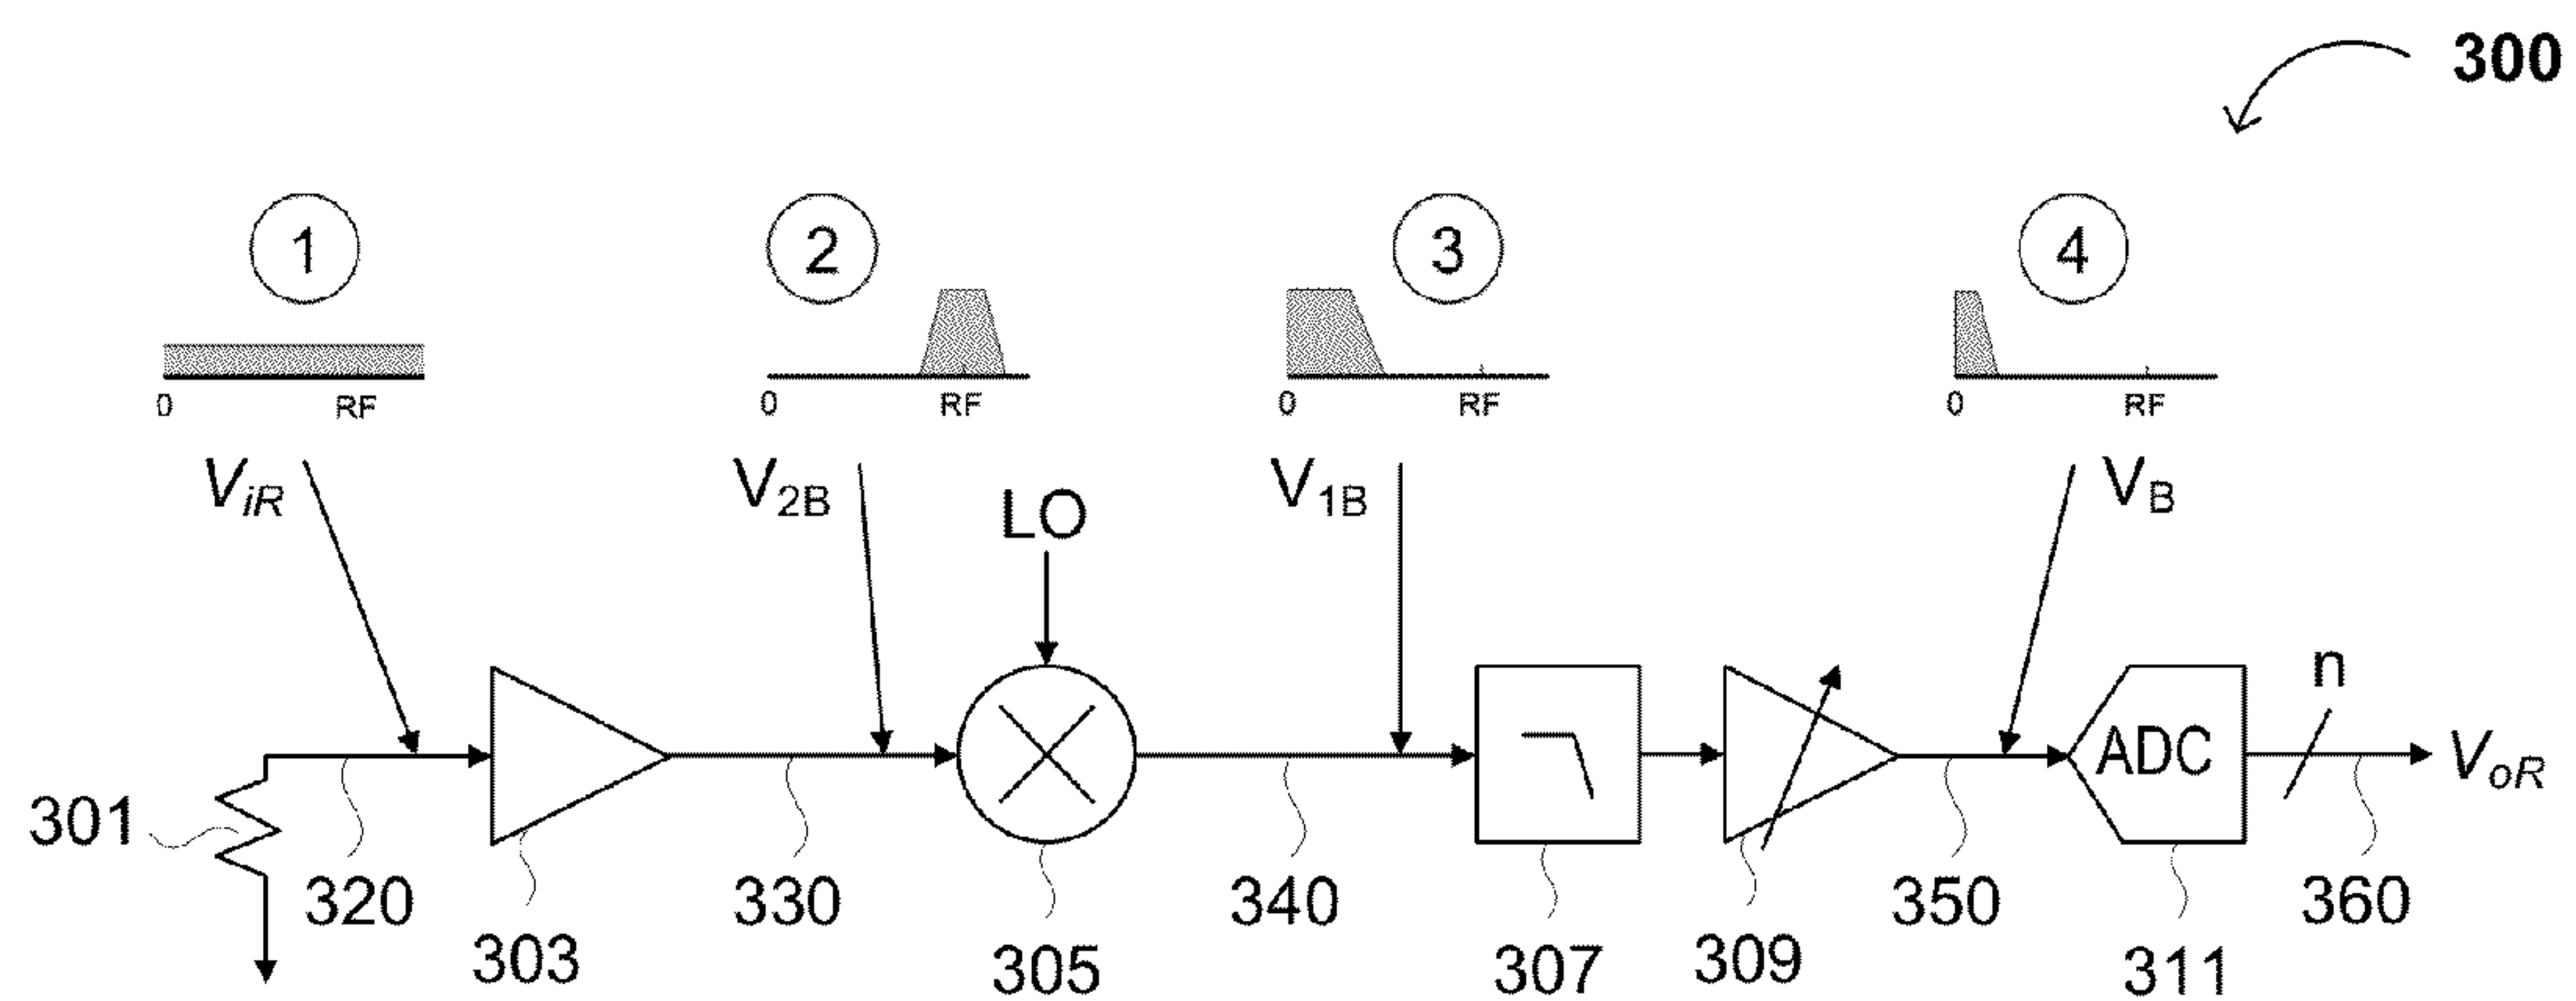 300
1 2 3 4
0 RF 0 RF 0 RF 0 RF
ViR V2B LO V1B VB
n
ADC VoR
301
320 330 340 350 360
303 305 307 309 311